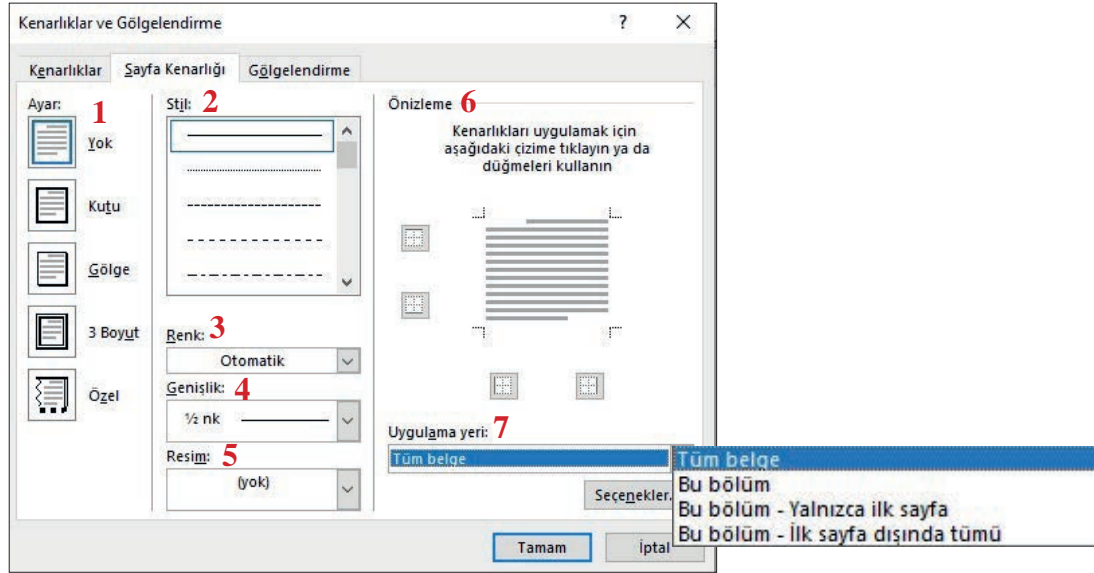 Kenarlıklar ve Gölgelendirme ? ×
Kenarlıklar Sayfa Kenarlığı Gölgelendirme
Ayar: 1
Yok
Kutu
Gölge
3 Boyut
Özel
Stil: 2
Renk: 3
Otomatik
Genişlik: 4
½ nk
Resim: 5
(yok)
Önizleme 6
Kenarlıkları uygulamak için
aşağıdaki çizime tıklayın ya da
düğmeleri kullanın
Uygulama yeri: 7
Tüm belge
Tüm belge
Bu bölüm
Bu bölüm - Yalnızca ilk sayfa
Bu bölüm - İlk sayfa dışında tümü
Seçenekler.
Tamam İptal